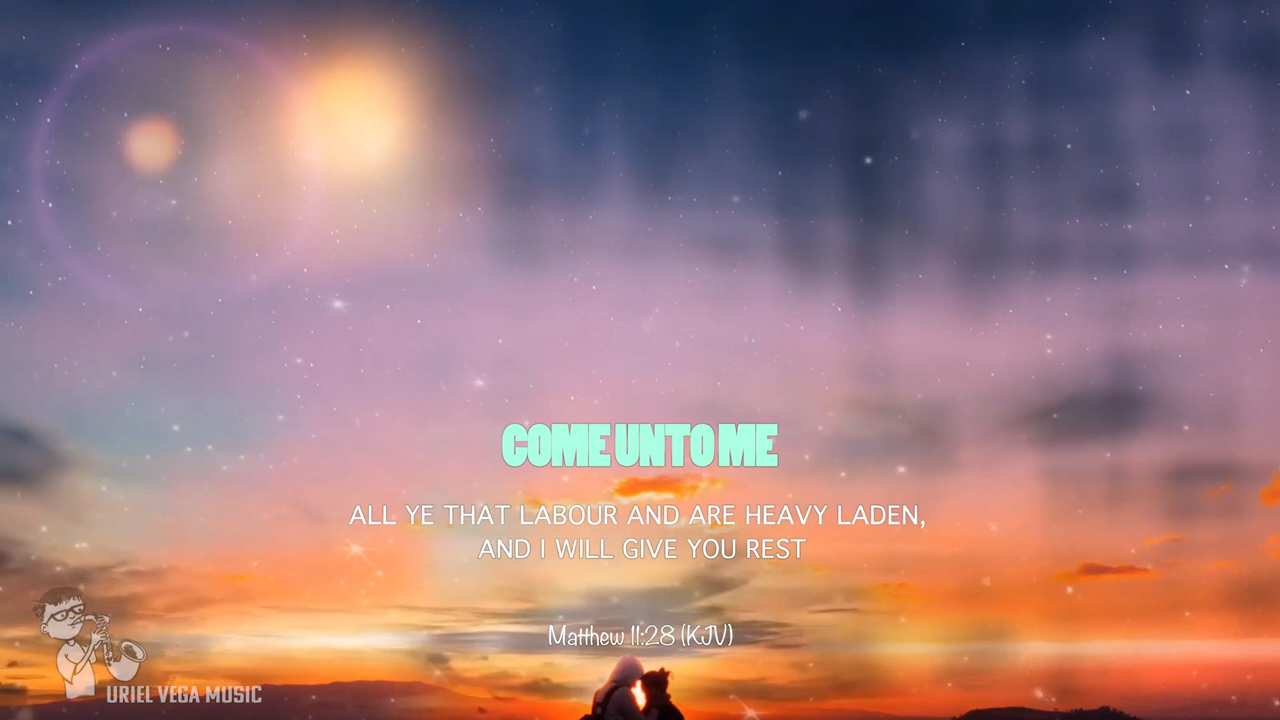 COME UNTO ME
ALL YE THAT LABOUR AND ARE HEAVY LADEN,
AND I WILL GIVE YOU REST
Matthew 11:28 (KJV)
URIEL VEGA MUSIC